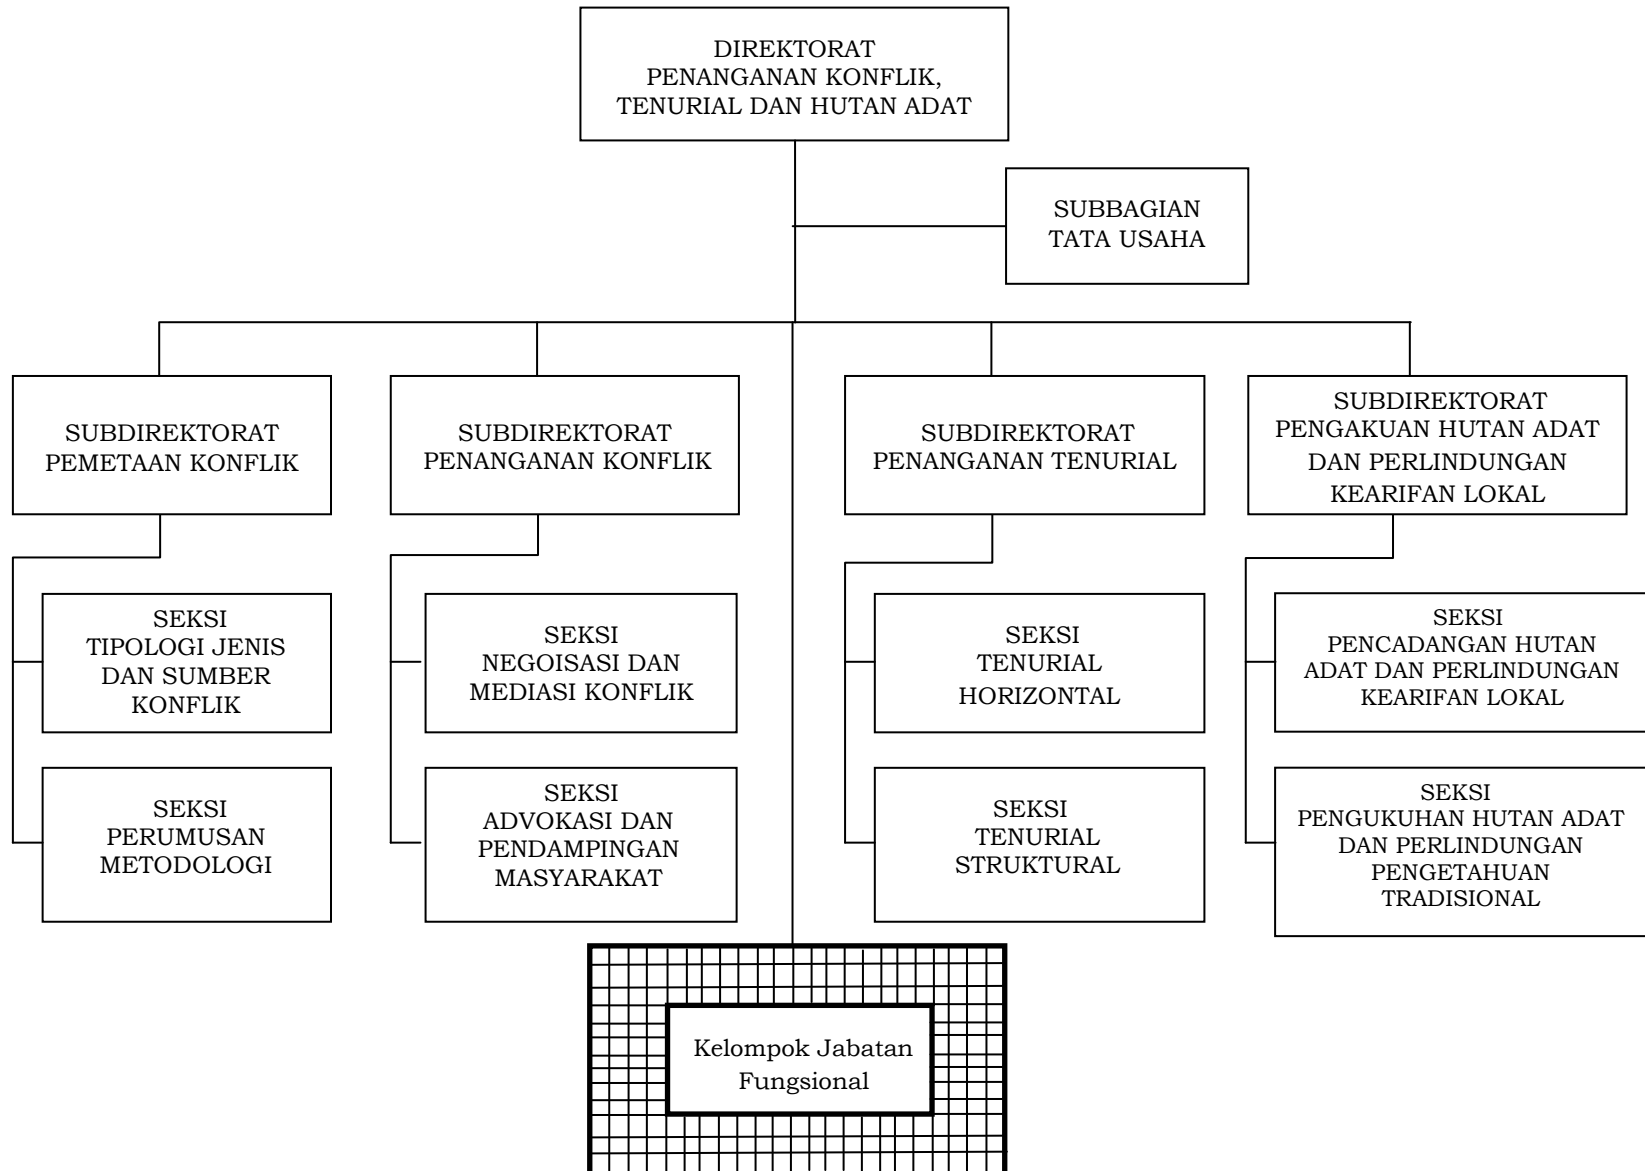 DIREKTORAT
PENANGANAN KONFLIK,
TENURIAL DAN HUTAN ADAT
SUBBAGIAN
TATA USAHA
SUBDIREKTORAT
PEMETAAN KONFLIK
SUBDIREKTORAT
PENANGANAN KONFLIK
SUBDIREKTORAT
PENANGANAN TENURIAL
SUBDIREKTORAT
PENGAKUAN HUTAN ADAT
DAN PERLINDUNGAN
KEARIFAN LOKAL
SEKSI
TIPOLOGI JENIS
DAN SUMBER
KONFLIK
SEKSI
NEGOISASI DAN
MEDIASI KONFLIK
SEKSI
TENURIAL
HORIZONTAL
SEKSI
PENCADANGAN HUTAN
ADAT DAN PERLINDUNGAN
KEARIFAN LOKAL
SEKSI
PERUMUSAN
METODOLOGI
SEKSI
ADVOKASI DAN
PENDAMPINGAN
MASYARAKAT
SEKSI
TENURIAL
STRUKTURAL
SEKSI
PENGUKUHAN HUTAN ADAT
DAN PERLINDUNGAN
PENGETAHUAN
TRADISIONAL
Kelompok Jabatan
Fungsional